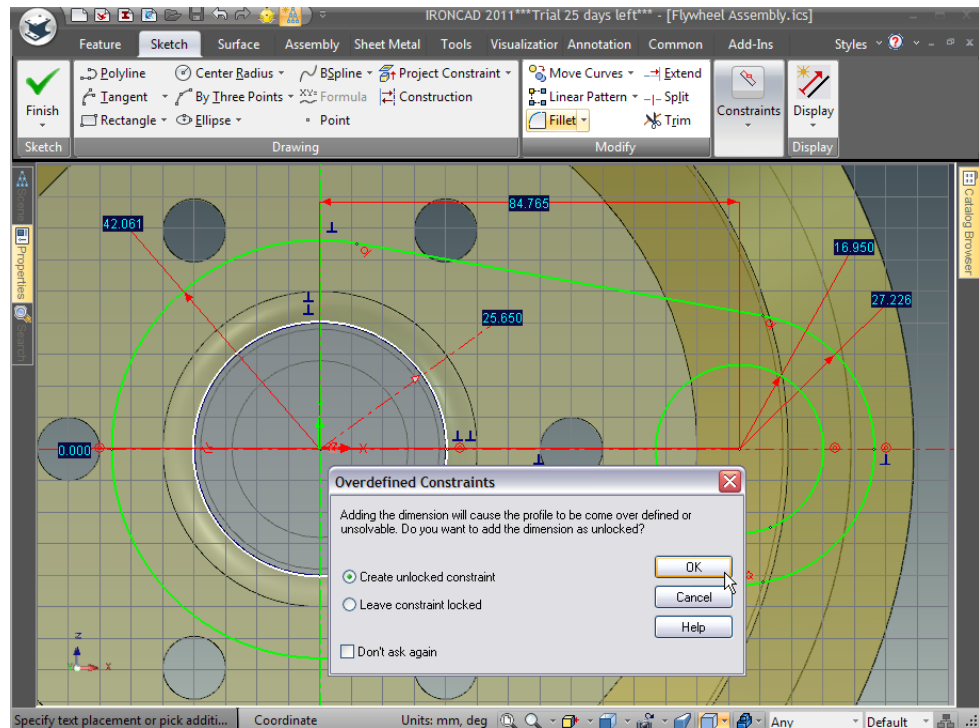 IRONCAD 2011***Trial 25 days left*** - [Flywheel Assembly.ics]
Feature Sketch Surface Assembly Sheet Metal Tools Visualization Annotation Common Add-Ins Styles
Polyline Center Radius BSpline Project Constraint Move Curves Extend
Tangent By Three Points XY= Formula Construction Linear Pattern Split
Finish Constraints Display
Rectangle Ellipse Point Fillet Trim
Sketch Drawing Modify Display
Scene
Properties
Search
Catalog Browser
84.765
42.061
16.950
27.226
25.650
0.000
X
Overdefined Constraints
Adding the dimension will cause the profile to be come over defined or
unsolvable. Do you want to add the dimension as unlocked?
Create unlocked constraint
Leave constraint locked
Don't ask again
OK
Cancel
Help
z
x
Specify text placement or pick additi... Coordinate Units: mm, deg Any Default